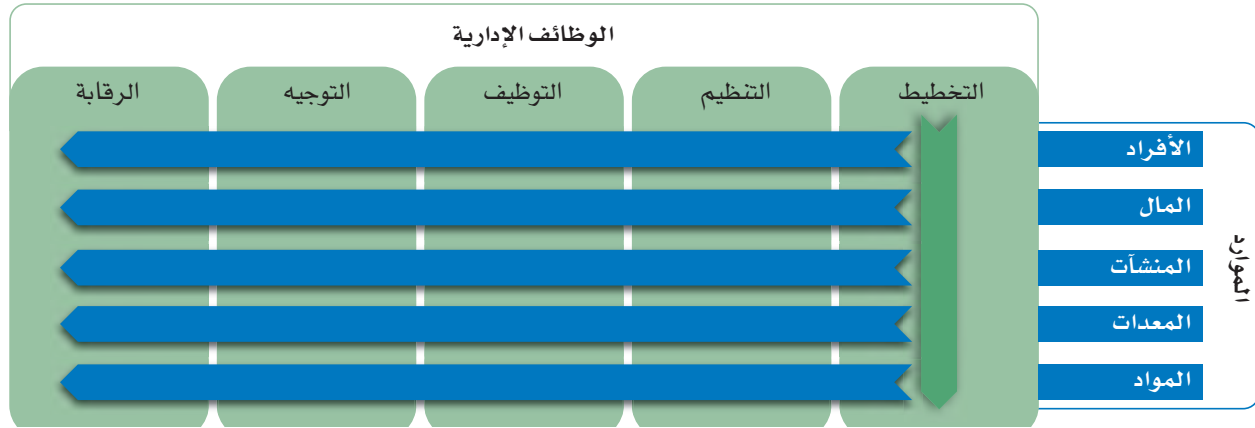 الوظائف الإدارية
التخطيط
التنظيم
التوظيف
التوجيه
الرقابة
الموارد
الأفراد
المال
المنشآت
المعدات
المواد